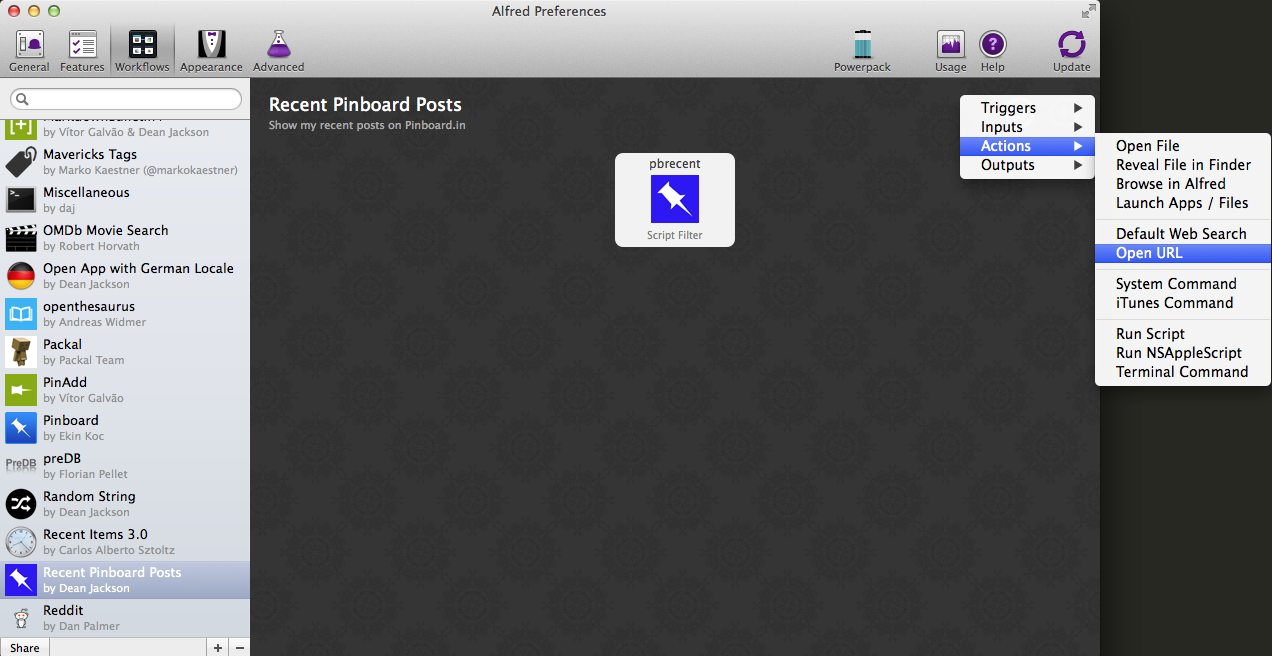 Alfred Preferences
General
Features
Workflows
Appearance
Advanced
Powerpack
Usage
Help
Update
by Vítor Galvão & Dean Jackson
Mavericks Tags
by Marko Kaestner (@markokaestner)
Miscellaneous
by daj
OMDb Movie Search
by Robert Horvath
Open App with German Locale
by Dean Jackson
openthesaurus
by Andreas Widmer
Packal
by Packal Team
PinAdd
by Vítor Galvão
Pinboard
by Ekin Koc
PreDB
preDB
by Florian Pellet
Random String
by Dean Jackson
Recent Items 3.0
by Carlos Alberto Sztoltz
Recent Pinboard Posts
by Dean Jackson
Reddit
by Dan Palmer
Share
+
−
Recent Pinboard Posts
Show my recent posts on Pinboard.in
pbrecent
Script Filter
Triggers
Inputs
Actions
Outputs
Open File
Reveal File in Finder
Browse in Alfred
Launch Apps / Files
Default Web Search
Open URL
System Command
iTunes Command
Run Script
Run NSAppleScript
Terminal Command